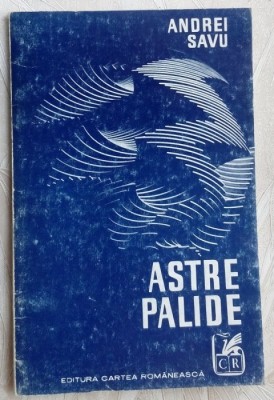 ANDREI
SAVU
ASTRE
PALIDE
CR
EDITURA CARTEA ROMÂNEASCĂ